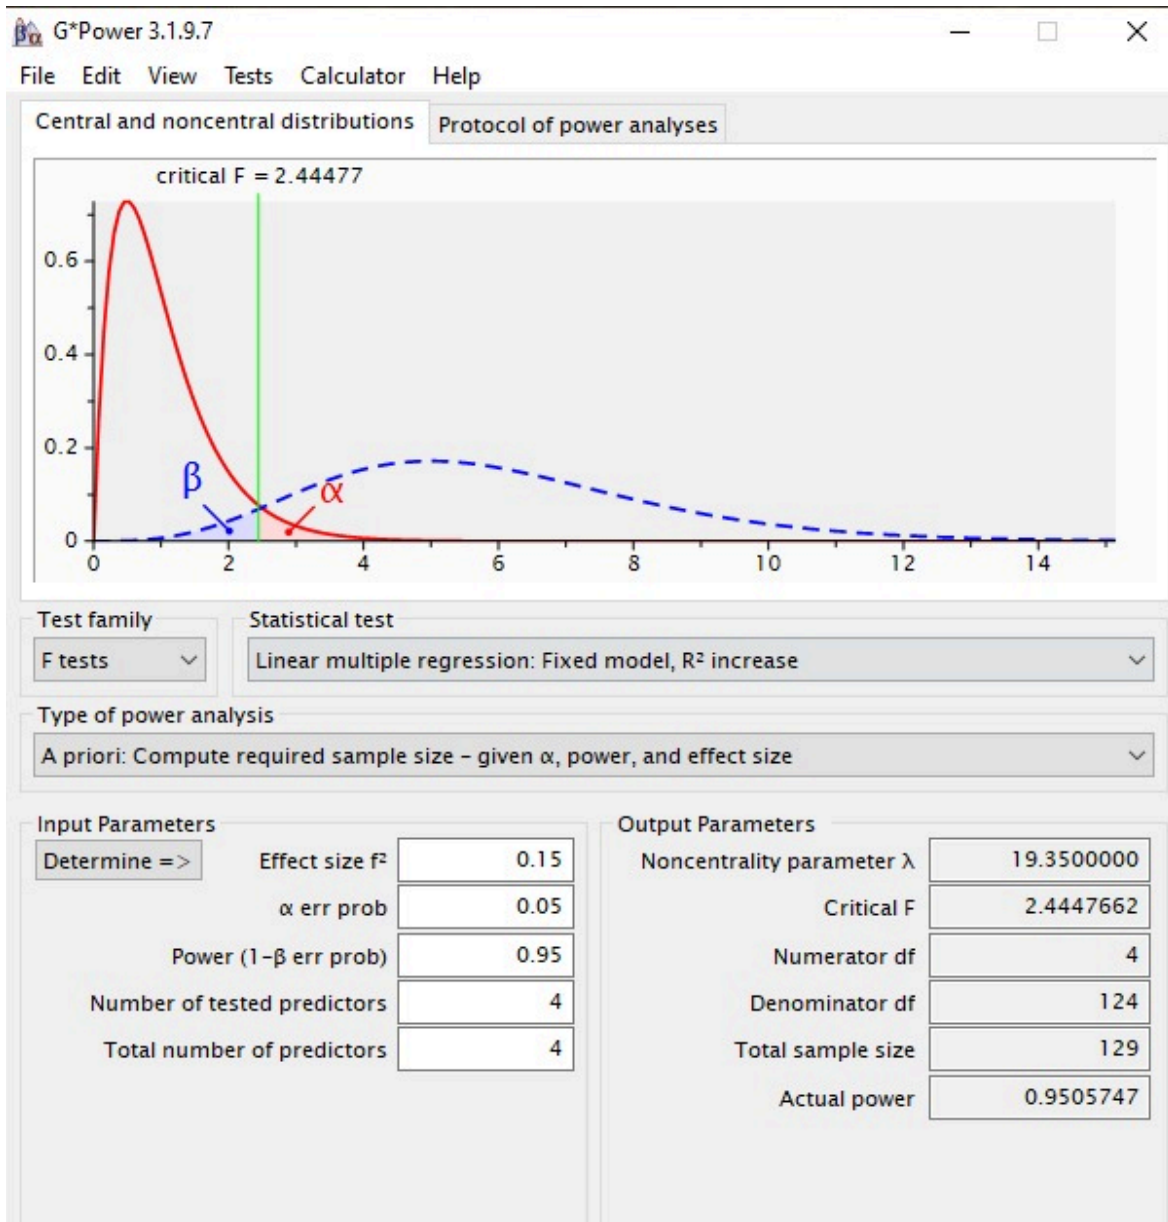 G*Power 3.1.9.7
File Edit View Tests Calculator Help
Central and noncentral distributions Protocol of power analyses
critical F = 2.44477
0.6
0.4
0.2
β α
0
0 2 4 6 8 10 12 14
Test family Statistical test
F tests Linear multiple regression: Fixed model, R² increase
Type of power analysis
A priori: Compute required sample size – given α, power, and effect size
Input Parameters Output Parameters
Determine => Effect size f² 0.15 Noncentrality parameter λ 19.3500000
α err prob 0.05 Critical F 2.4447662
Power (1-β err prob) 0.95 Numerator df 4
Number of tested predictors 4 Denominator df 124
Total number of predictors 4 Total sample size 129
Actual power 0.9505747